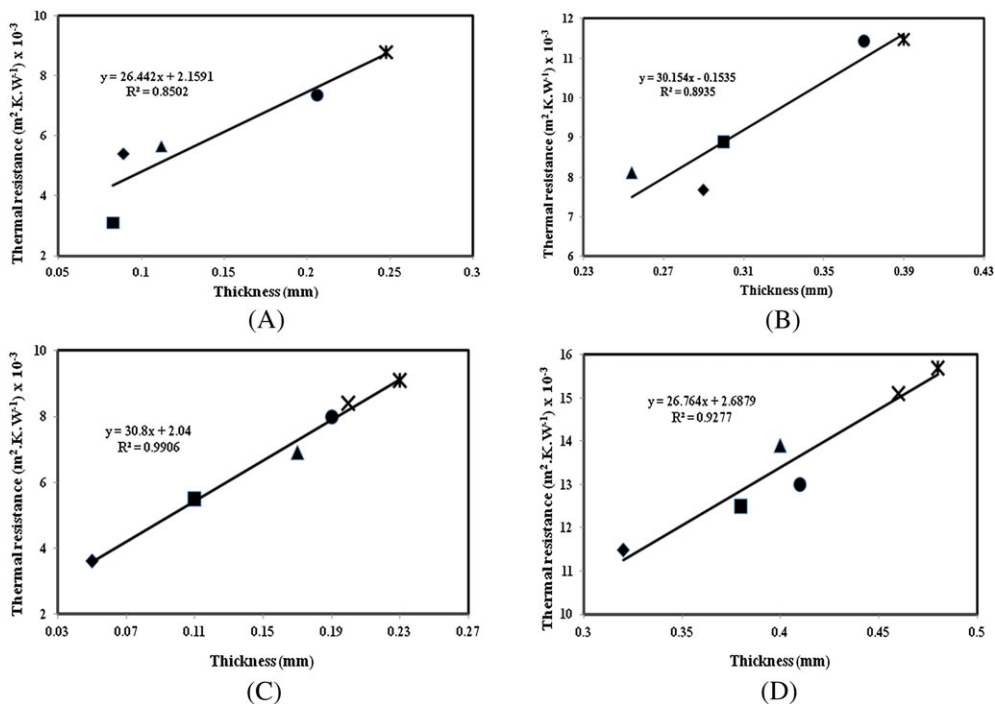 Thermal resistance (m².K.W⁻¹) x 10⁻³
10
8
6
4
2
y = 26.442x + 2.1591
R² = 0.8502
0.05 0.1 0.15 0.2 0.25 0.3
Thickness (mm)
(A)
Thermal resistance (m².K.W⁻¹) x 10⁻³
12
11
10
9
8
7
6
y = 30.154x - 0.1535
R² = 0.8935
0.23 0.27 0.31 0.35 0.39 0.43
Thickness (mm)
(B)
Thermal resistance (m².K.W⁻¹) x 10⁻³
10
8
6
4
2
y = 30.8x + 2.04
R² = 0.9906
0.03 0.07 0.11 0.15 0.19 0.23 0.27
Thickness (mm)
(C)
Thermal resistance (m².K.W⁻¹) x 10⁻³
16
15
14
13
12
11
10
y = 26.764x + 2.6879
R² = 0.9277
0.3 0.35 0.4 0.45 0.5
Thickness (mm)
(D)